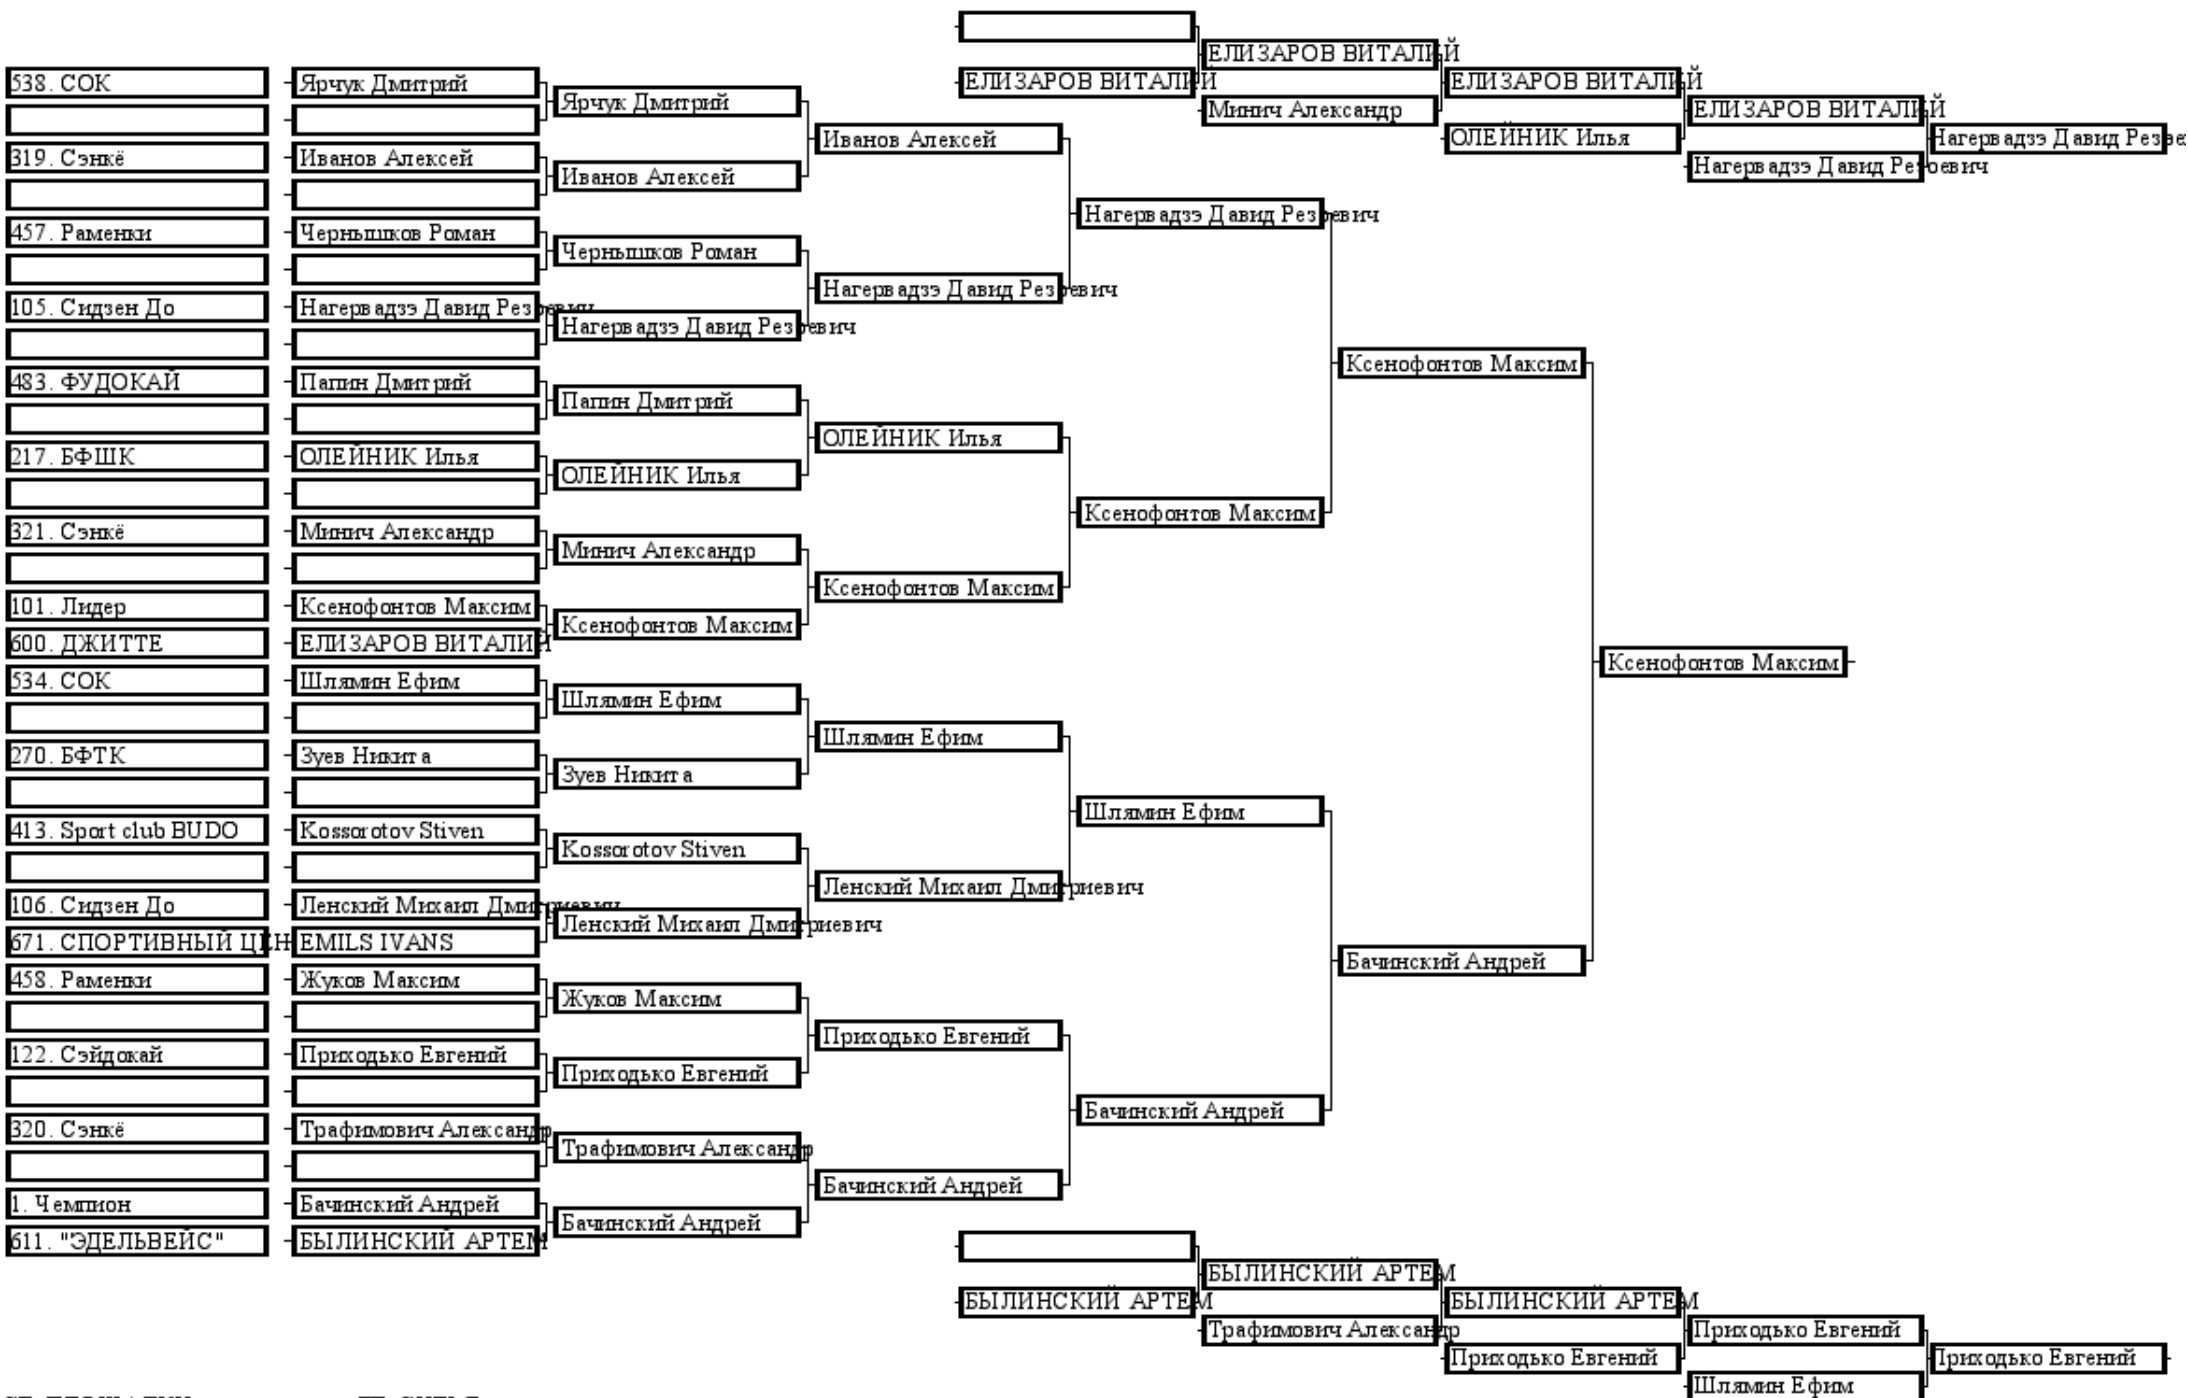 538. СОК
319. Сэнкё
457. Раменки
105. Сидзен До
483. ФУДОКАЙ
217. БФШК
321. Сэнкё
101. Лидер
600. ДЖИТТЕ
534. СОК
270. БФТК
413. Sport club BUDO
106. Сидзен До
671. СПОРТИВНЫЙ ЦЕН
458. Раменки
122. Сэйдокай
320. Сэнкё
1. Чемпион
611. "ЭДЕЛЬВЕЙС"
Ярчук Дмитрий
Иванов Алексей
Чернышков Роман
Нагервадзэ Давид Резоевич
Папин Дмитрий
ОЛЕЙНИК Илья
Минич Александр
Ксенофонтов Максим
ЕЛИЗАРОВ ВИТАЛИЙ
Шлямин Ефим
Зуев Никита
Kossorotov Stiven
Ленский Михаил Дмитриевич
EMILS IVANS
Жуков Максим
Приходько Евгений
Трафимович Александр
Бачинский Андрей
БЫЛИНСКИЙ АРТЕМ
Ярчук Дмитрий
Иванов Алексей
Чернышков Роман
Нагервадзэ Давид Резоевич
Папин Дмитрий
ОЛЕЙНИК Илья
Минич Александр
Ксенофонтов Максим
Шлямин Ефим
Зуев Никита
Kossorotov Stiven
Ленский Михаил Дмитриевич
Жуков Максим
Приходько Евгений
Трафимович Александр
Бачинский Андрей
Иванов Алексей
Нагервадзэ Давид Резоевич
ОЛЕЙНИК Илья
Ксенофонтов Максим
Шлямин Ефим
Ленский Михаил Дмитриевич
Приходько Евгений
Бачинский Андрей
Нагервадзэ Давид Резоевич
Ксенофонтов Максим
Шлямин Ефим
Бачинский Андрей
Ксенофонтов Максим
Бачинский Андрей
Ксенофонтов Максим
ЕЛИЗАРОВ ВИТАЛИЙ
ЕЛИЗАРОВ ВИТАЛИЙ
Минич Александр
ЕЛИЗАРОВ ВИТАЛИЙ
ОЛЕЙНИК Илья
ЕЛИЗАРОВ ВИТАЛИЙ
Нагервадзэ Давид Резоевич
Нагервадзэ Давид Резое
БЫЛИНСКИЙ АРТЕМ
БЫЛИНСКИЙ АРТЕМ
Трафимович Александр
БЫЛИНСКИЙ АРТЕМ
Приходько Евгений
Приходько Евгений
Шлямин Ефим
Приходько Евгений